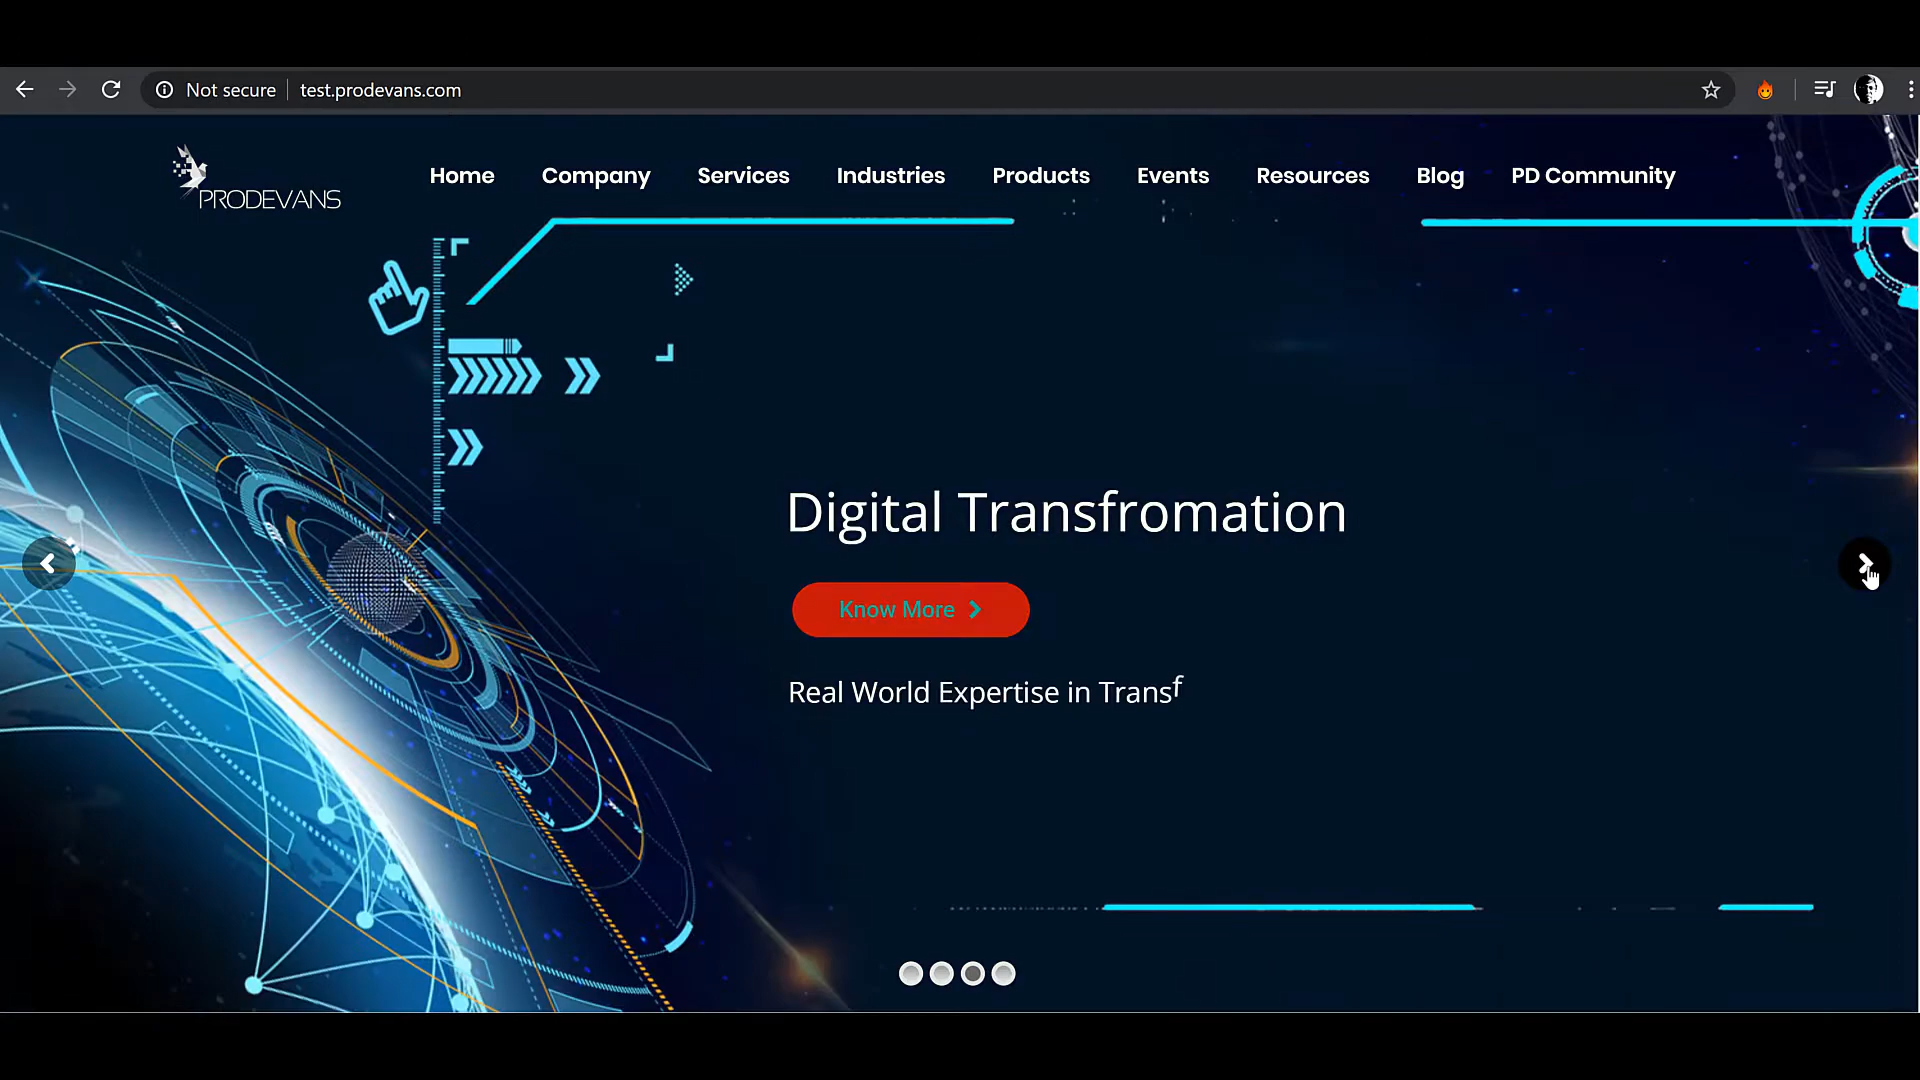 Not secure test.prodevans.com
PRODEVANS
Home Company Services Industries Products Events Resources Blog PD Community
Digital Transfromation
Know More
Real World Expertise in Transf